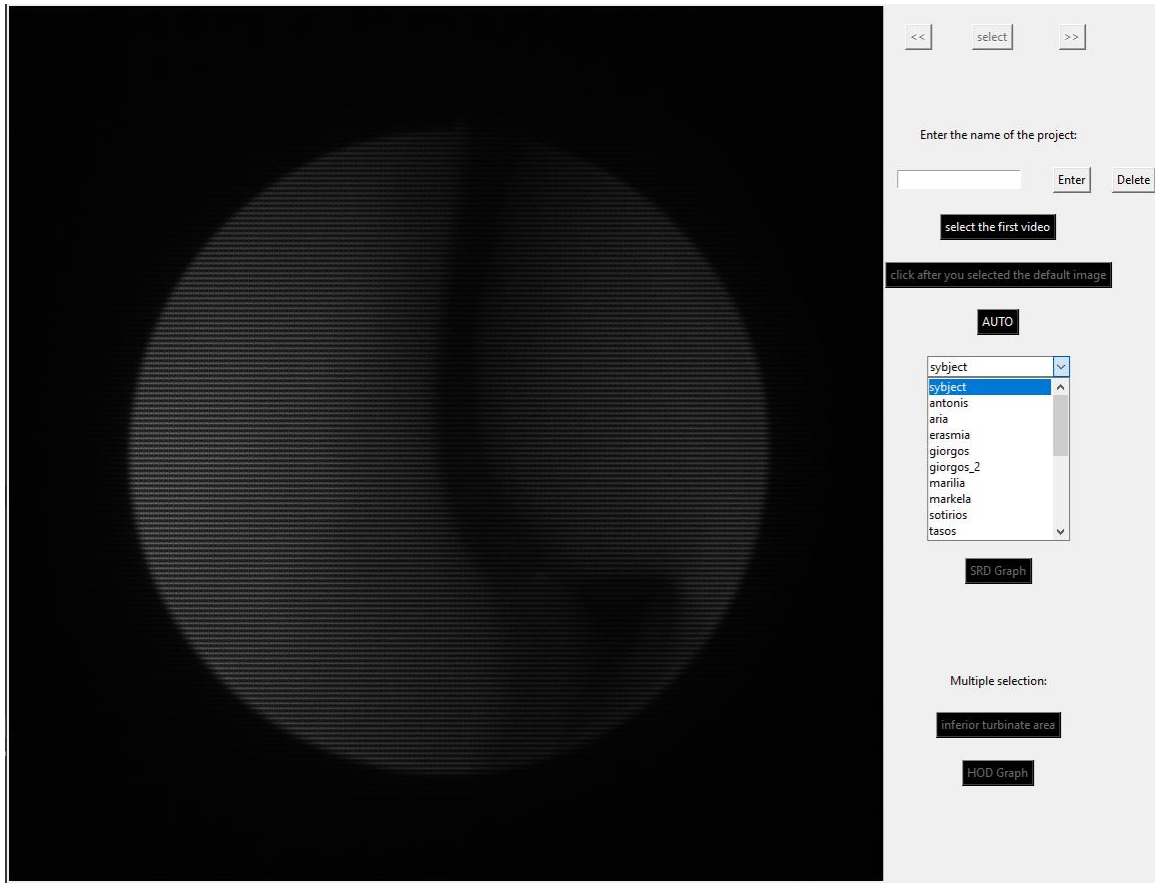 << select >>
Enter the name of the project:
Enter Delete
select the first video
click after you selected the default image
AUTO
sybject
sybject
antonis
aria
erasmia
giorgos
giorgos_2
marilia
markela
sotirios
tasos
SRD Graph
Multiple selection:
inferior turbinate area
HOD Graph